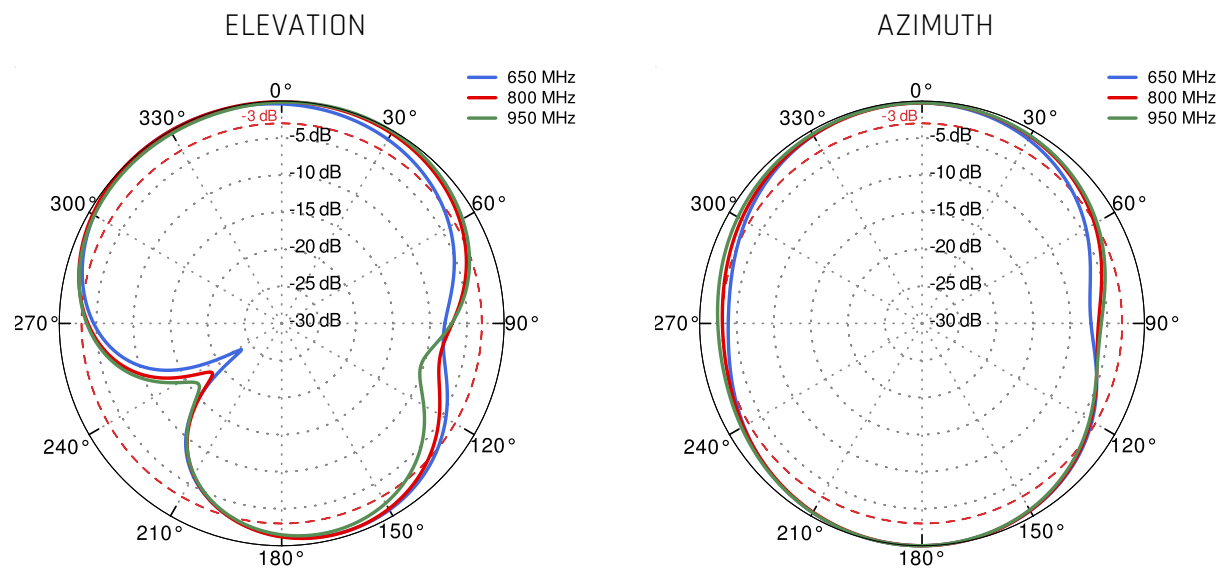 ELEVATION
650 MHz
800 MHz
950 MHz
0°
330°
-3 dB
30°
-5 dB
-10 dB
300°
-15 dB
60°
-20 dB
-25 dB
270°
-30 dB
90°
240°
120°
210°
150°
180°
AZIMUTH
650 MHz
800 MHz
950 MHz
0°
330°
-3 dB
30°
-5 dB
-10 dB
300°
-15 dB
60°
-20 dB
-25 dB
270°
-30 dB
90°
240°
120°
210°
150°
180°